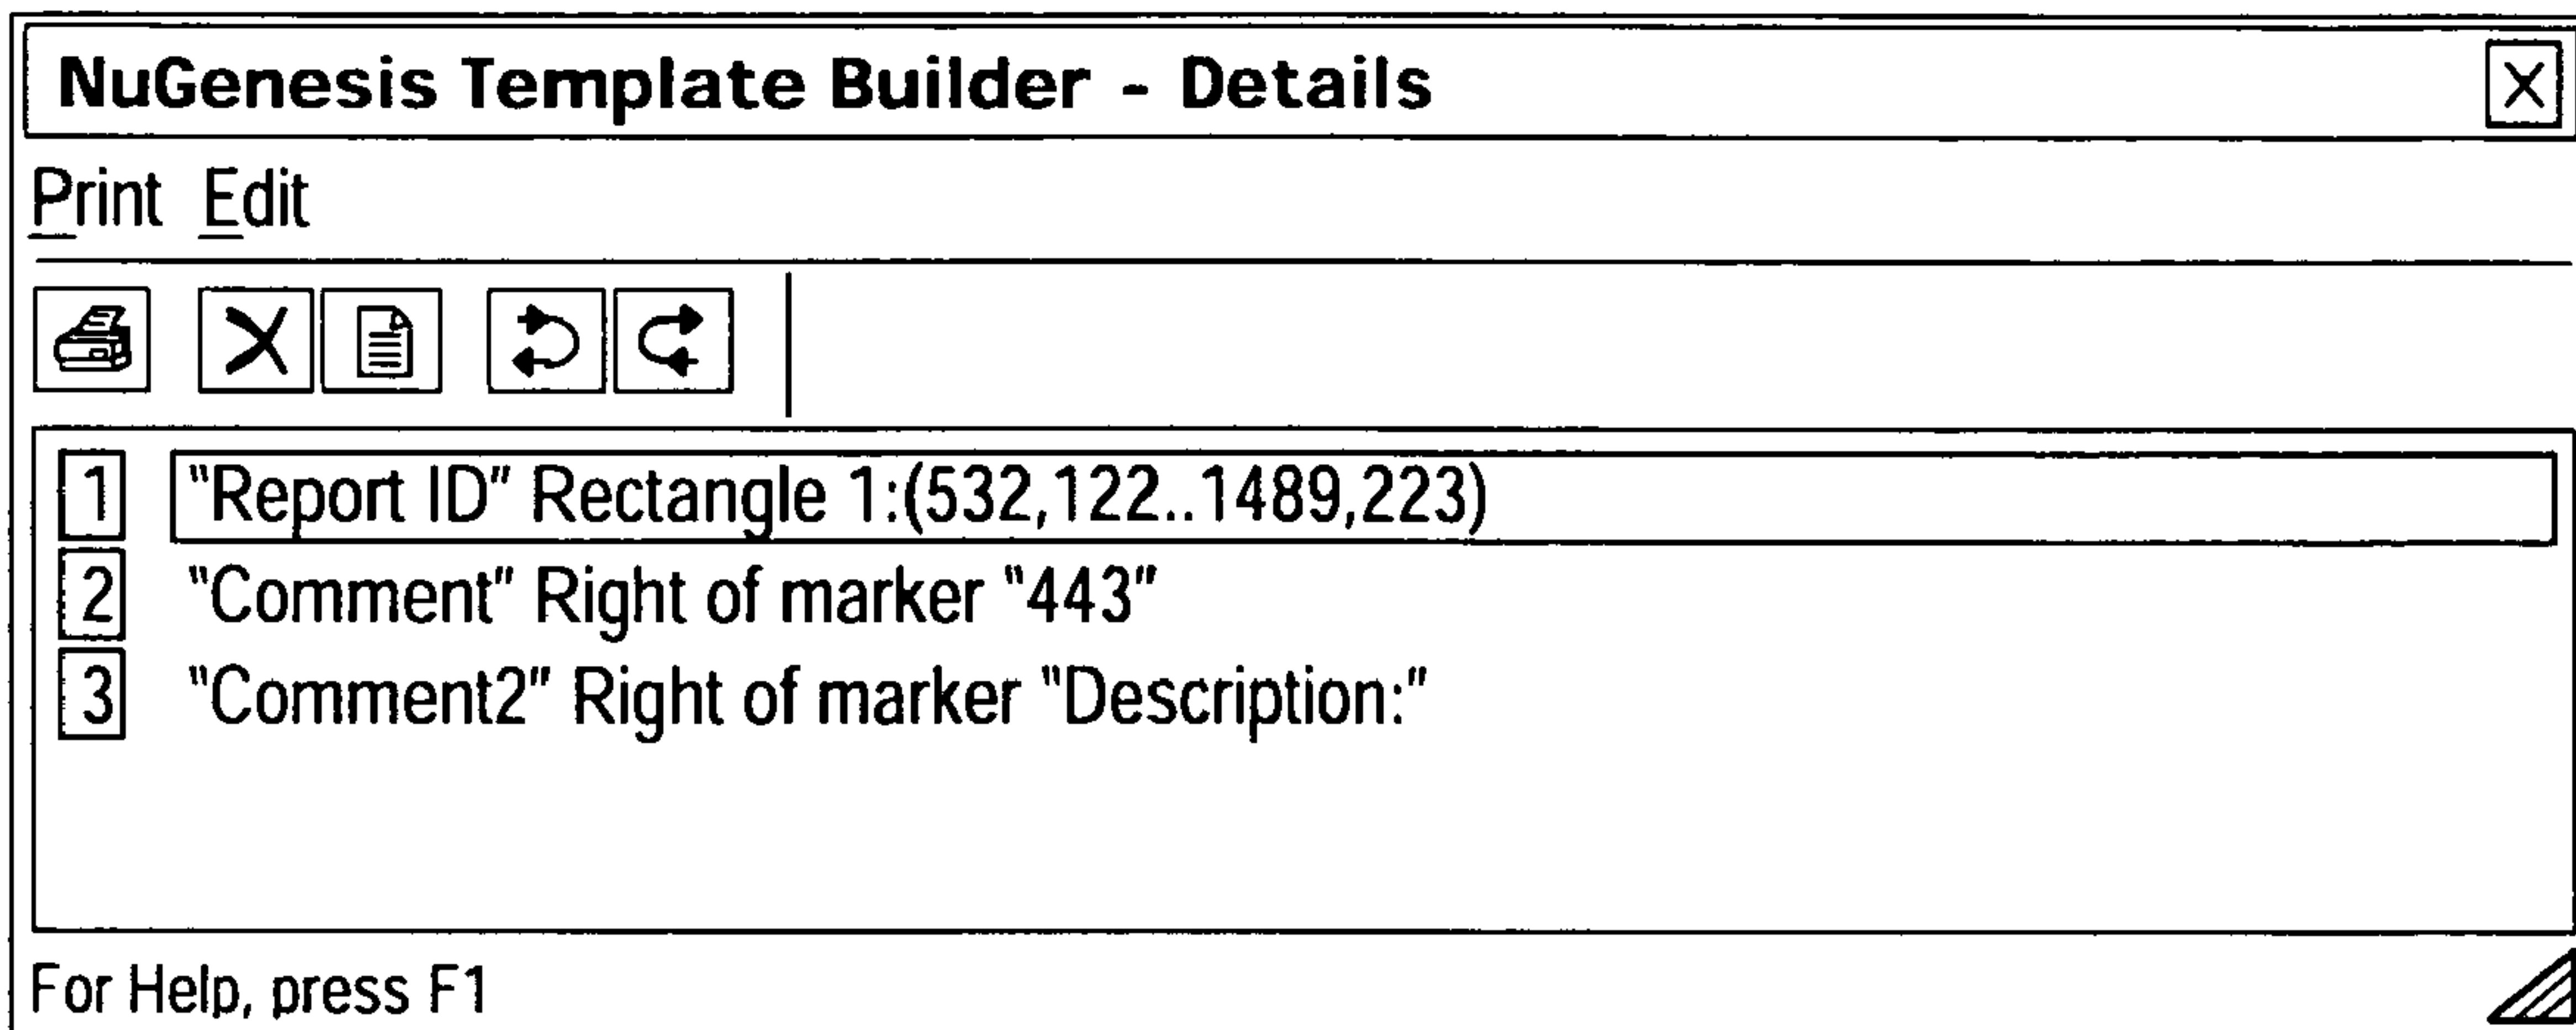 NuGenesis Template Builder - Details
Print Edit
1 "Report ID" Rectangle 1:(532,122..1489,223)
2 "Comment" Right of marker "443"
3 "Comment2" Right of marker "Description:"
For Help, press F1